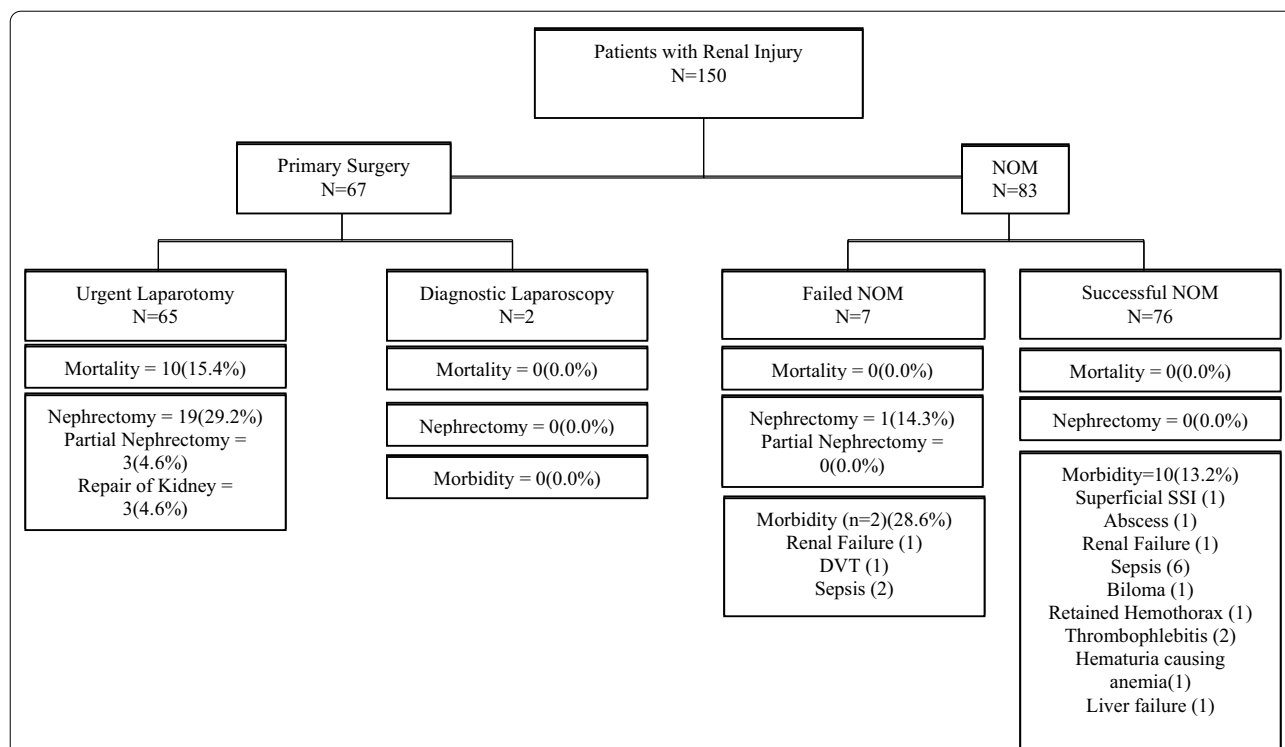 Patients with Renal Injury
N=150
Primary Surgery
N=67
NOM
N=83
Urgent Laparotomy
N=65
Diagnostic Laparoscopy
N=2
Failed NOM
N=7
Successful NOM
N=76
Mortality = 10(15.4%)
Mortality = 0(0.0%)
Mortality = 0(0.0%)
Mortality = 0(0.0%)
Nephrectomy = 19(29.2%)
Partial Nephrectomy =
3(4.6%)
Repair of Kidney =
3(4.6%)
Nephrectomy = 0(0.0%)
Morbidity = 0(0.0%)
Nephrectomy = 1(14.3%)
Partial Nephrectomy =
0(0.0%)
Morbidity (n=2)(28.6%)
Renal Failure (1)
DVT (1)
Sepsis (2)
Nephrectomy = 0(0.0%)
Morbidity=10(13.2%)
Superficial SSI (1)
Abscess (1)
Renal Failure (1)
Sepsis (6)
Biloma (1)
Retained Hemothorax (1)
Thrombophlebitis (2)
Hematuria causing
anemia(1)
Liver failure (1)